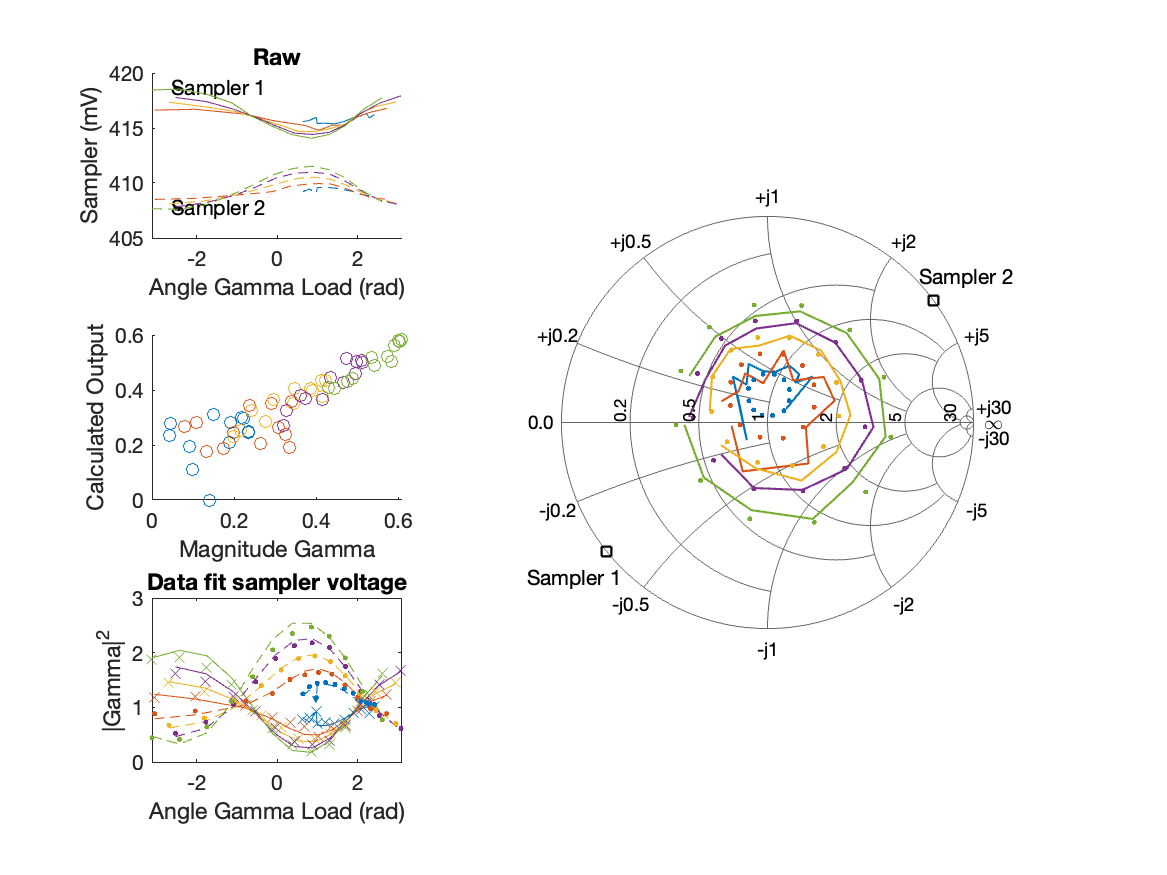 Raw
420
415
410
405
Sampler (mV)
Sampler 1
Sampler 2
-2
0
2
Angle Gamma Load (rad)
0.6
0.4
0.2
0
Calculated Output
0
0.2
0.4
0.6
Magnitude Gamma
Data fit sampler voltage
3
2
1
0
|Gamma|²
-2
0
2
Angle Gamma Load (rad)
+j1
+j0.5
+j2
Sampler 2
+j0.2
+j5
0.0
0.2
0.5
1
2
5
30
+j30
∞
-j30
-j0.2
-j5
Sampler 1
-j0.5
-j2
-j1